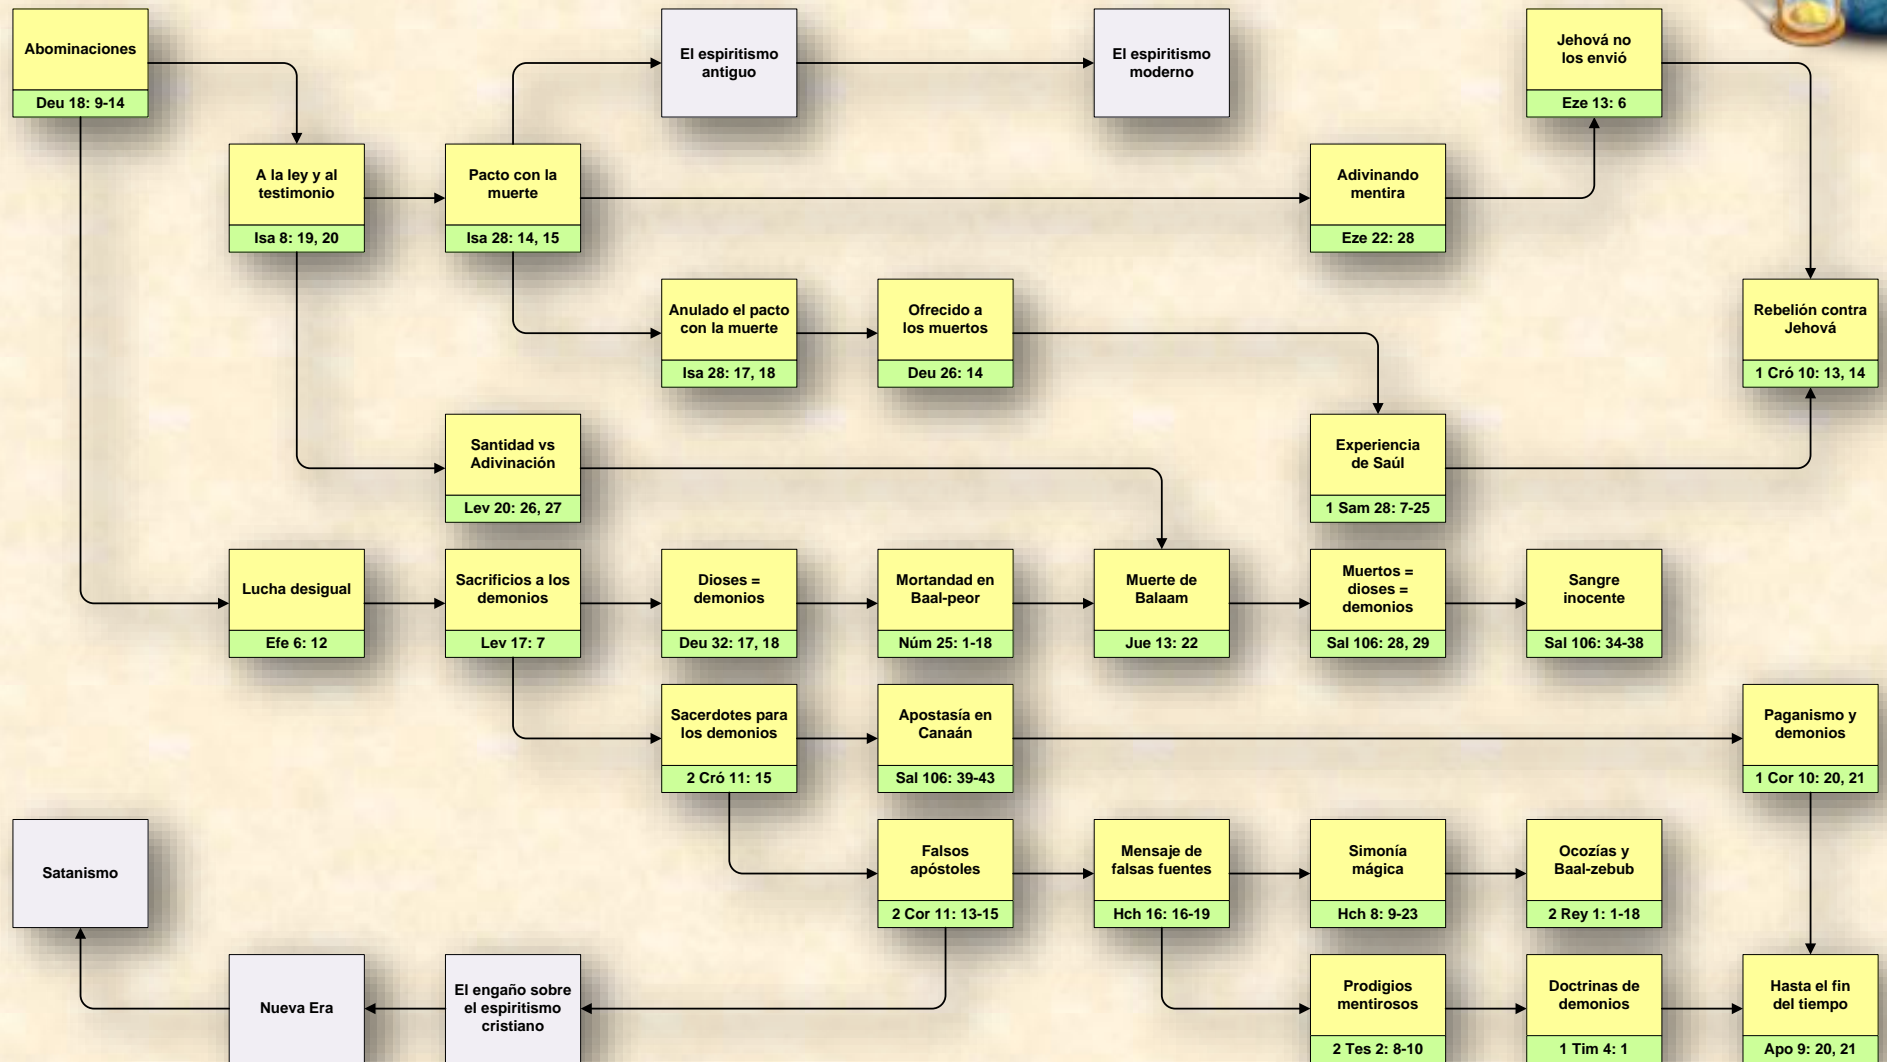 Abominaciones
Deu 18: 9-14
El espiritismo
antiguo
El espiritismo
moderno
Jehová no
los envió
Eze 13: 6
A la ley y al
testimonio
Isa 8: 19, 20
Pacto con la
muerte
Isa 28: 14, 15
Adivinando
mentira
Eze 22: 28
Anulado el pacto
con la muerte
Isa 28: 17, 18
Ofrecido a
los muertos
Deu 26: 14
Rebelión contra
Jehová
1 Cró 10: 13, 14
Santidad vs
Adivinación
Lev 20: 26, 27
Experiencia
de Saúl
1 Sam 28: 7-25
Lucha desigual
Efe 6: 12
Sacrificios a los
demonios
Lev 17: 7
Dioses =
demonios
Deu 32: 17, 18
Mortandad en
Baal-peor
Núm 25: 1-18
Muerte de
Balaam
Jue 13: 22
Muertos =
dioses =
demonios
Sal 106: 28, 29
Sangre
inocente
Sal 106: 34-38
Sacerdotes para
los demonios
2 Cró 11: 15
Apostasía en
Canaán
Sal 106: 39-43
Paganismo y
demonios
1 Cor 10: 20, 21
Satanismo
Falsos
apóstoles
2 Cor 11: 13-15
Mensaje de
falsas fuentes
Hch 16: 16-19
Simonía
mágica
Hch 8: 9-23
Ocozías y
Baal-zebub
2 Rey 1: 1-18
Nueva Era
El engaño sobre
el espiritismo
cristiano
Prodigios
mentirosos
2 Tes 2: 8-10
Doctrinas de
demonios
1 Tim 4: 1
Hasta el fin
del tiempo
Apo 9: 20, 21